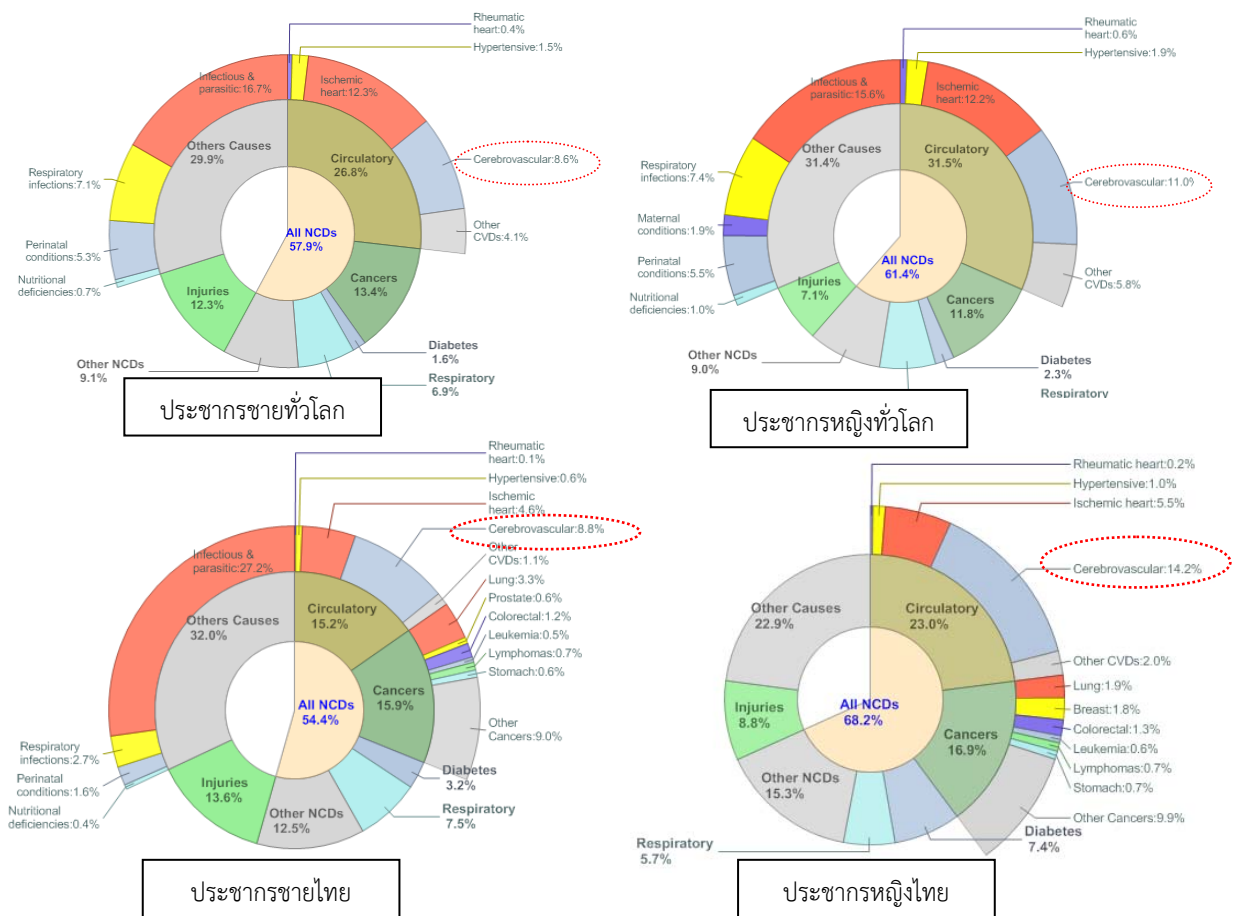 Rheumatic
heart:0.4%
Hypertensive:1.5%
Infectious &
parasitic:16.7%
Ischemic
heart:12.3%
Others Causes
29.9%
Circulatory
26.8%
Cerebrovascular:8.6%
Respiratory
infections:7.1%
All NCDs
57.9%
Other
CVDs:4.1%
Perinatal
conditions:5.3%
Nutritional
deficiencies:0.7%
Cancers
13.4%
Injuries
12.3%
Diabetes
1.6%
Other NCDs
9.1%
Respiratory
6.9%
ประชากรชายทั่วโลก
Rheumatic
heart:0.6%
Hypertensive:1.9%
Infectious &
parasitic:15.6%
Ischemic
heart:12.2%
Other Causes
31.4%
Circulatory
31.5%
Respiratory
infections:7.4%
Cerebrovascular:11.0%
Maternal
conditions:1.9%
Perinatal
conditions:5.5%
All NCDs
61.4%
Other
CVDs:5.8%
Nutritional
deficiencies:1.0%
Injuries
7.1%
Cancers
11.8%
Other NCDs
9.0%
Diabetes
2.3%
Respiratory
ประชากรหญิงทั่วโลก
Rheumatic
heart:0.1%
Hypertensive:0.6%
Ischemic
heart:4.6%
Cerebrovascular:8.8%
Infectious &
parasitic:27.2%
Other
CVDs:1.1%
Lung:3.3%
Prostate:0.6%
Circulatory
15.2%
Others Causes
32.0%
Colorectal:1.2%
Leukemia:0.5%
Lymphomas:0.7%
Stomach:0.6%
Cancers
15.9%
All NCDs
54.4%
Other
Cancers:9.0%
Respiratory
infections:2.7%
Perinatal
conditions:1.6%
Nutritional
deficiencies:0.4%
Injuries
13.6%
Diabetes
3.2%
Respiratory
7.5%
Other NCDs
12.5%
ประชากรชายไทย
Rheumatic heart:0.2%
Hypertensive:1.0%
Ischemic heart:5.5%
Cerebrovascular:14.2%
Other Causes
22.9%
Circulatory
23.0%
Other CVDs:2.0%
Lung:1.9%
Breast:1.8%
Colorectal:1.3%
Leukemia:0.6%
Lymphomas:0.7%
Stomach:0.7%
All NCDs
68.2%
Injuries
8.8%
Cancers
16.9%
Other NCDs
15.3%
Other Cancers:9.9%
Diabetes
7.4%
Respiratory
5.7%
ประชากรหญิงไทย